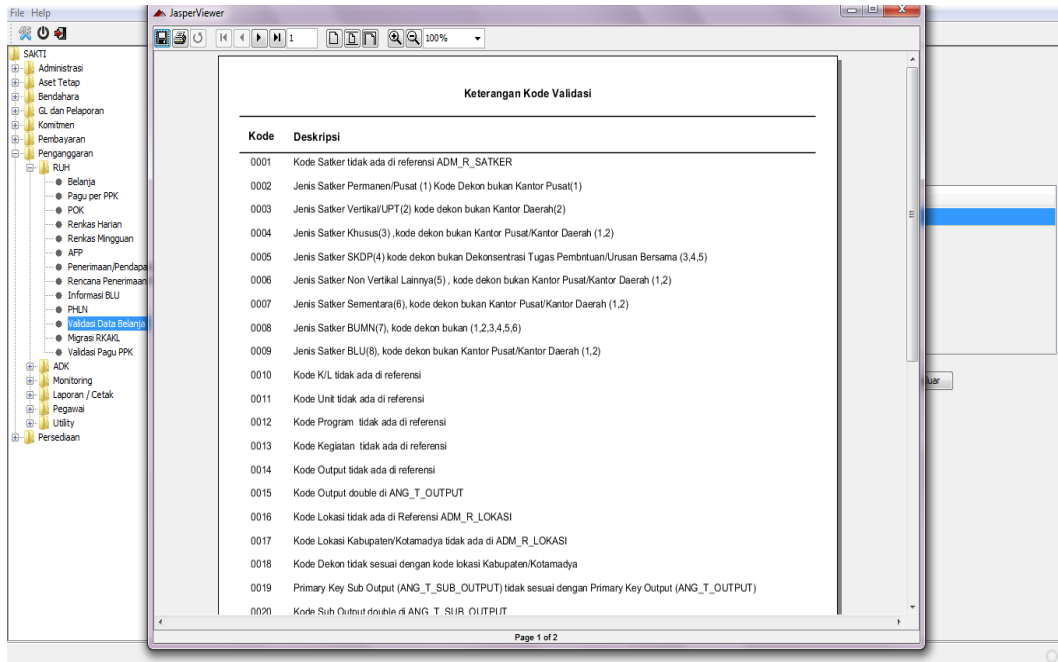 File Help
SAKTI
Administrasi
Aset Tetap
Bendahara
GL dan Pelaporan
Komitmen
Pembayaran
Penganggaran
RUH
Belanja
Pagu per PPK
POK
Renkas Harian
Renkas Mingguan
AFP
Penerimaan/Pendapa
Rencana Penerimaan
Informasi BLU
PHLN
Validasi Data Belanja
Migrasi RKAKL
Validasi Pagu PPK
ADK
Monitoring
Laporan / Cetak
Pegawai
Utility
Persediaan
JasperViewer
1
100%
Keterangan Kode Validasi
Kode Deskripsi
0001 Kode Satker tidak ada di referensi ADM_R_SATKER
0002 Jenis Satker Permanen/Pusat (1) Kode Dekon bukan Kantor Pusat(1)
0003 Jenis Satker Vertikal/UPT(2) kode dekon bukan Kantor Daerah(2)
0004 Jenis Satker Khusus(3) ,kode dekon bukan Kantor Pusat/Kantor Daerah (1,2)
0005 Jenis Satker SKDP(4) kode dekon bukan Dekonsentrasi Tugas Pembntuan/Urusan Bersama (3,4,5)
0006 Jenis Satker Non Vertikal Lainnya(5) , kode dekon bukan Kantor Pusat/Kantor Daerah (1,2)
0007 Jenis Satker Sementara(6), kode dekon bukan Kantor Pusat/Kantor Daerah (1,2)
0008 Jenis Satker BUMN(7), kode dekon bukan (1,2,3,4,5,6)
0009 Jenis Satker BLU(8), kode dekon bukan Kantor Pusat/Kantor Daerah (1,2)
0010 Kode K/L tidak ada di referensi
0011 Kode Unit tidak ada di referensi
0012 Kode Program tidak ada di referensi
0013 Kode Kegiatan tidak ada di referensi
0014 Kode Output tidak ada di referensi
0015 Kode Output double di ANG_T_OUTPUT
0016 Kode Lokasi tidak ada di Referensi ADM_R_LOKASI
0017 Kode Lokasi Kabupaten/Kotamadya tidak ada di ADM_R_LOKASI
0018 Kode Dekon tidak sesuai dengan kode lokasi Kabupaten/Kotamadya
0019 Primary Key Sub Output (ANG_T_SUB_OUTPUT) tidak sesuai dengan Primary Key Output (ANG_T_OUTPUT)
0020 Kode Sub Output double di ANG_T_SUB_OUTPUT
Page 1 of 2
luar